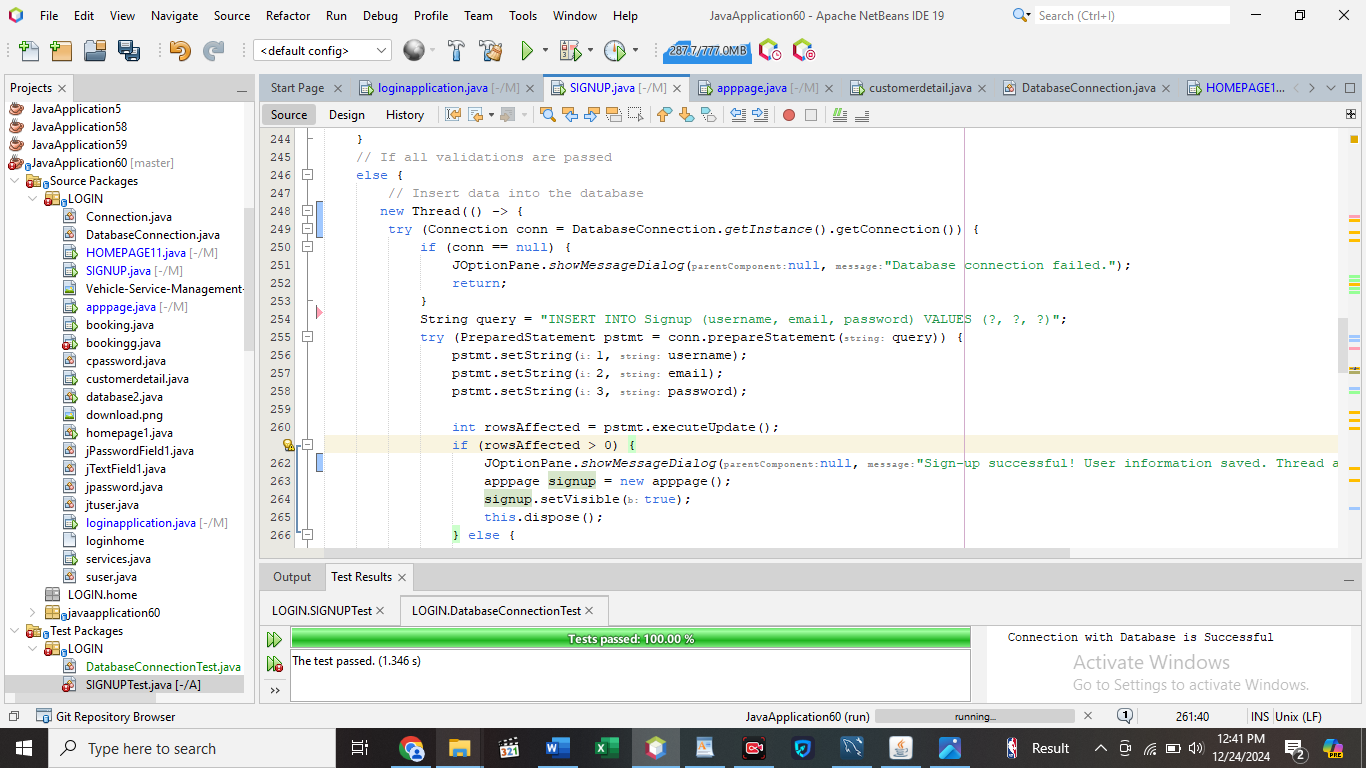 File Edit View Navigate Source Refactor Run Debug Profile Team Tools Window Help JavaApplication60 - Apache NetBeans IDE 19 Search (Ctrl+I)
<default config> 287.7/777.0MB
Projects
JavaApplication5
JavaApplication58
JavaApplication59
JavaApplication60 [master]
Source Packages
LOGIN
Connection.java
DatabaseConnection.java
HOMEPAGE11.java [-/M]
SIGNUP.java [-/M]
Vehicle-Service-Management-
apppage.java [-/M]
booking.java
bookingg.java
cpassword.java
customerdetail.java
database2.java
download.png
homepage1.java
jPasswordField1.java
jTextField1.java
jpassword.java
jtuser.java
loginapplication.java [-/M]
loginhome
services.java
suser.java
LOGIN.home
javaapplication60
Test Packages
LOGIN
DatabaseConnectionTest.java
SIGNUPTest.java [-/A]
Start Page loginapplication.java [-/M] SIGNUP.java [-/M] apppage.java [-/M] customerdetail.java DatabaseConnection.java HOMEPAGE1...
Source Design History
244 }
245 // If all validations are passed
246 else {
247 // Insert data into the database
248 new Thread(() -> {
249 try (Connection conn = DatabaseConnection.getInstance().getConnection()) {
250 if (conn == null) {
251 JOptionPane.showMessageDialog(parentComponent: null, message: "Database connection failed.");
252 return;
253 }
254 String query = "INSERT INTO Signup (username, email, password) VALUES (?, ?, ?)";
255 try (PreparedStatement pstmt = conn.prepareStatement(string: query)) {
256 pstmt.setString(i: 1, string: username);
257 pstmt.setString(i: 2, string: email);
258 pstmt.setString(i: 3, string: password);
259
260 int rowsAffected = pstmt.executeUpdate();
if (rowsAffected > 0) {
262 JOptionPane.showMessageDialog(parentComponent: null, message: "Sign-up successful! User information saved. Thread a
263 apppage signup = new apppage();
264 signup.setVisible(b: true);
265 this.dispose();
266 } else {
Output Test Results
LOGIN.SIGNUPTest LOGIN.DatabaseConnectionTest
Tests passed: 100.00 %
The test passed. (1.346 s)
Connection with Database is Successful
Activate Windows
Go to Settings to activate Windows.
Git Repository Browser JavaApplication60 (run) running... 1 261:40 INS Unix (LF)
Type here to search 321 Result 12:41 PM
12/24/2024 2 PRE